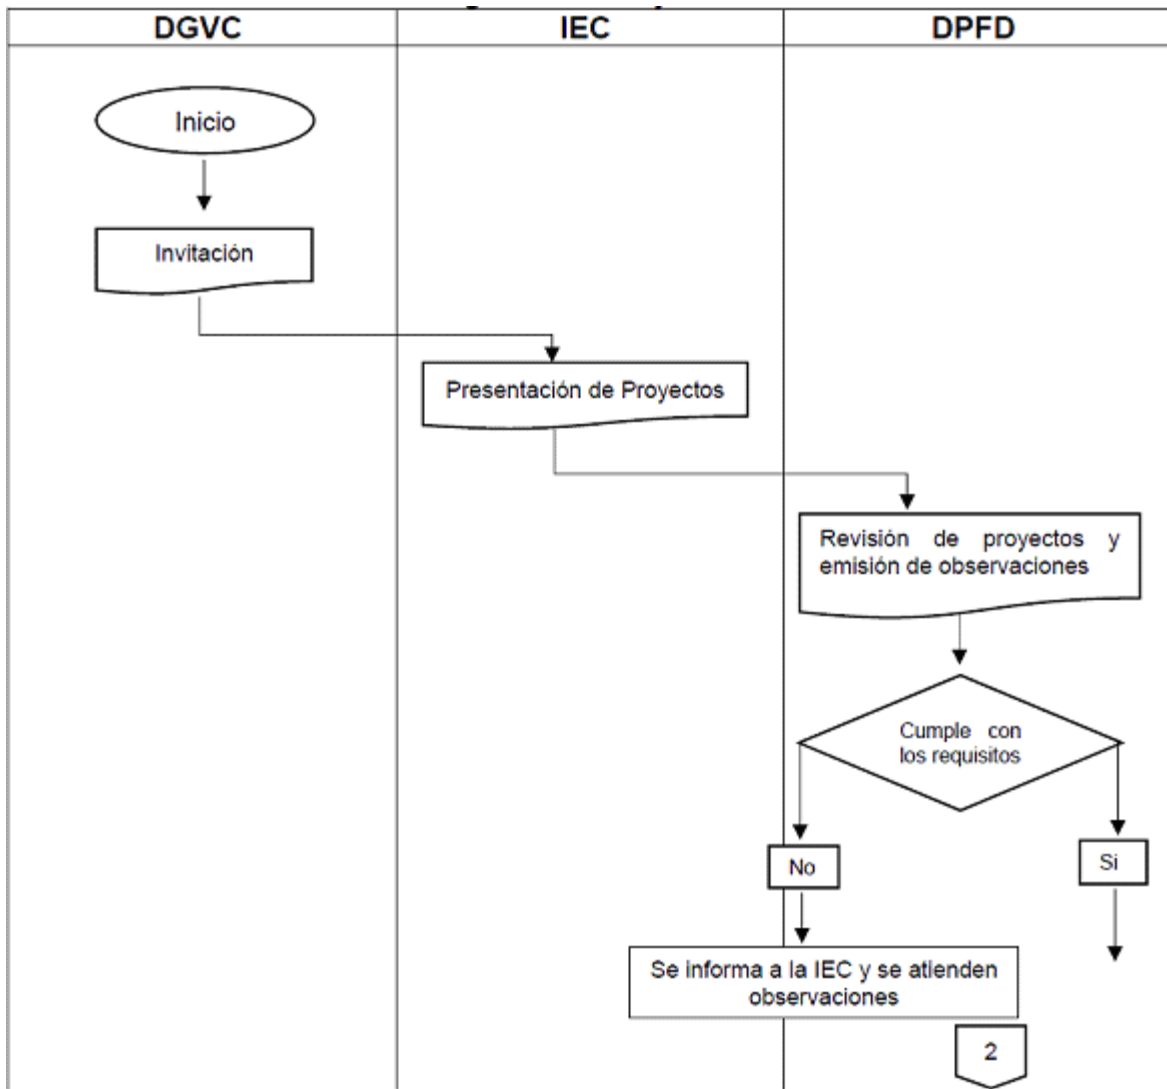 DGVC
IEC
DPFD
Inicio
Invitación
Presentación de Proyectos
Revisión de proyectos y
emisión de observaciones
Cumple con
los requisitos
No
Si
Se informa a la IEC y se atienden
observaciones
2